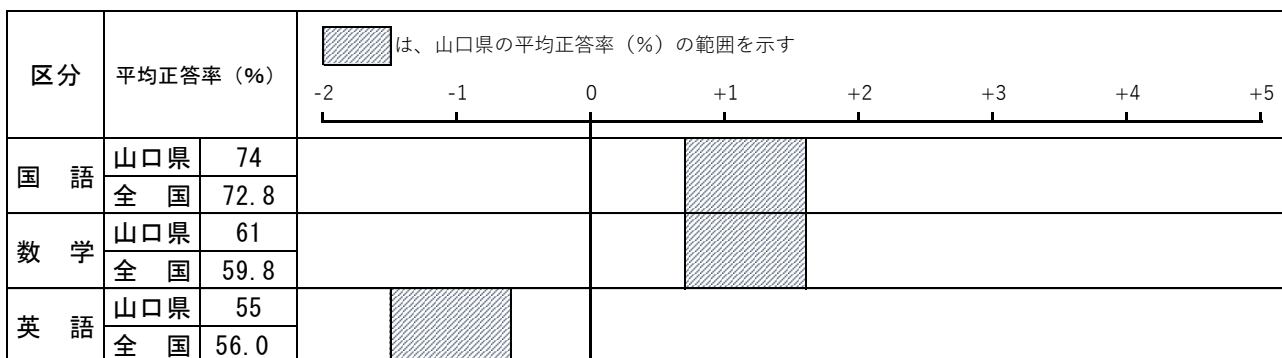 は、山口県の平均正答率（%）の範囲を示す
区分 平均正答率（%）
-2 -1 0 +1 +2 +3 +4 +5
国 語 山口県 74
全 国 72.8
数 学 山口県 61
全 国 59.8
英 語 山口県 55
全 国 56.0